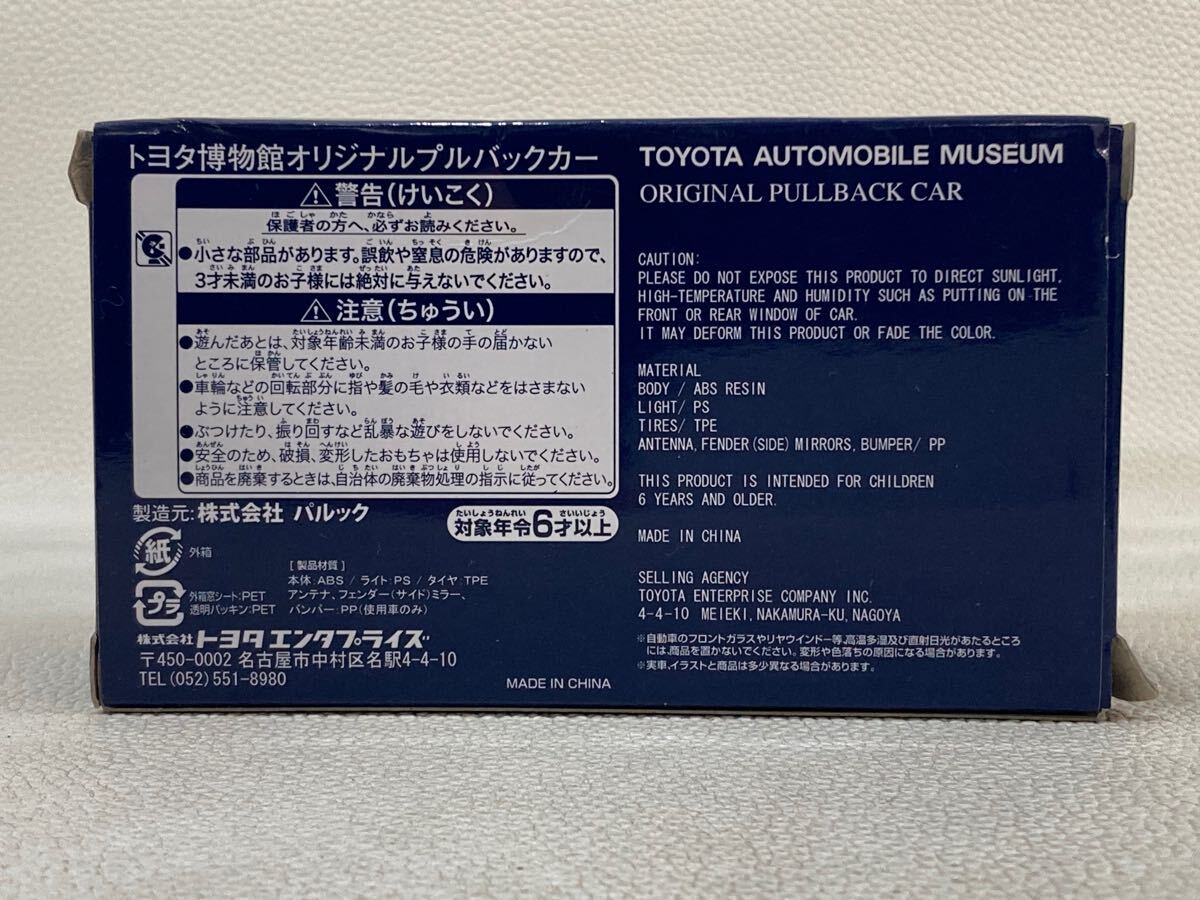 トヨタ博物館オリジナルプルバックカー
⚠警告(けいこく)
保護者の方へ、必ずお読みください。
●小さな部品があります。誤飲や窒息の危険がありますので、
3才未満のお子様には絶対に与えないでください。
⚠注意(ちゅうい)
●遊んだあとは、対象年齢未満のお子様の手の届かない
ところに保管してください。
●車輪などの回転部分に指や髪の毛や衣類などをはさまない
ように注意してください。
●ぶつけたり、振り回すなど乱暴な遊びをしないでください。
●安全のため、破損、変形したおもちゃは使用しないでください。
●商品を廃棄するときは、自治体の廃棄物処理の指示に従ってください。
製造元:株式会社 パルック
対象年令6才以上
紙 外箱
プラ
外箱窓シート:PET
透明パッキン:PET
[製品材質]
本体:ABS / ライト:PS / タイヤ:TPE
アンテナ、フェンダー(サイド)ミラー、
バンパー:PP(使用車のみ)
株式会社トヨタエンタプライズ
〒450-0002 名古屋市中村区名駅4-4-10
TEL(052)551-8980
MADE IN CHINA
TOYOTA AUTOMOBILE MUSEUM
ORIGINAL PULLBACK CAR
CAUTION:
PLEASE DO NOT EXPOSE THIS PRODUCT TO DIRECT SUNLIGHT,
HIGH-TEMPERATURE AND HUMIDITY SUCH AS PUTTING ON THE
FRONT OR REAR WINDOW OF CAR.
IT MAY DEFORM THIS PRODUCT OR FADE THE COLOR.
MATERIAL
BODY / ABS RESIN
LIGHT/ PS
TIRES/ TPE
ANTENNA, FENDER(SIDE) MIRRORS, BUMPER/ PP
THIS PRODUCT IS INTENDED FOR CHILDREN
6 YEARS AND OLDER.
MADE IN CHINA
SELLING AGENCY
TOYOTA ENTERPRISE COMPANY INC.
4-4-10 MEIEKI, NAKAMURA-KU, NAGOYA
※自動車のフロントガラスやリヤウインドー等、高温多湿及び直射日光があたるところ
には、商品を置かないでください。変形や色落ちの原因になる場合があります。
※実車、イラストと商品は多少異なる場合があります。